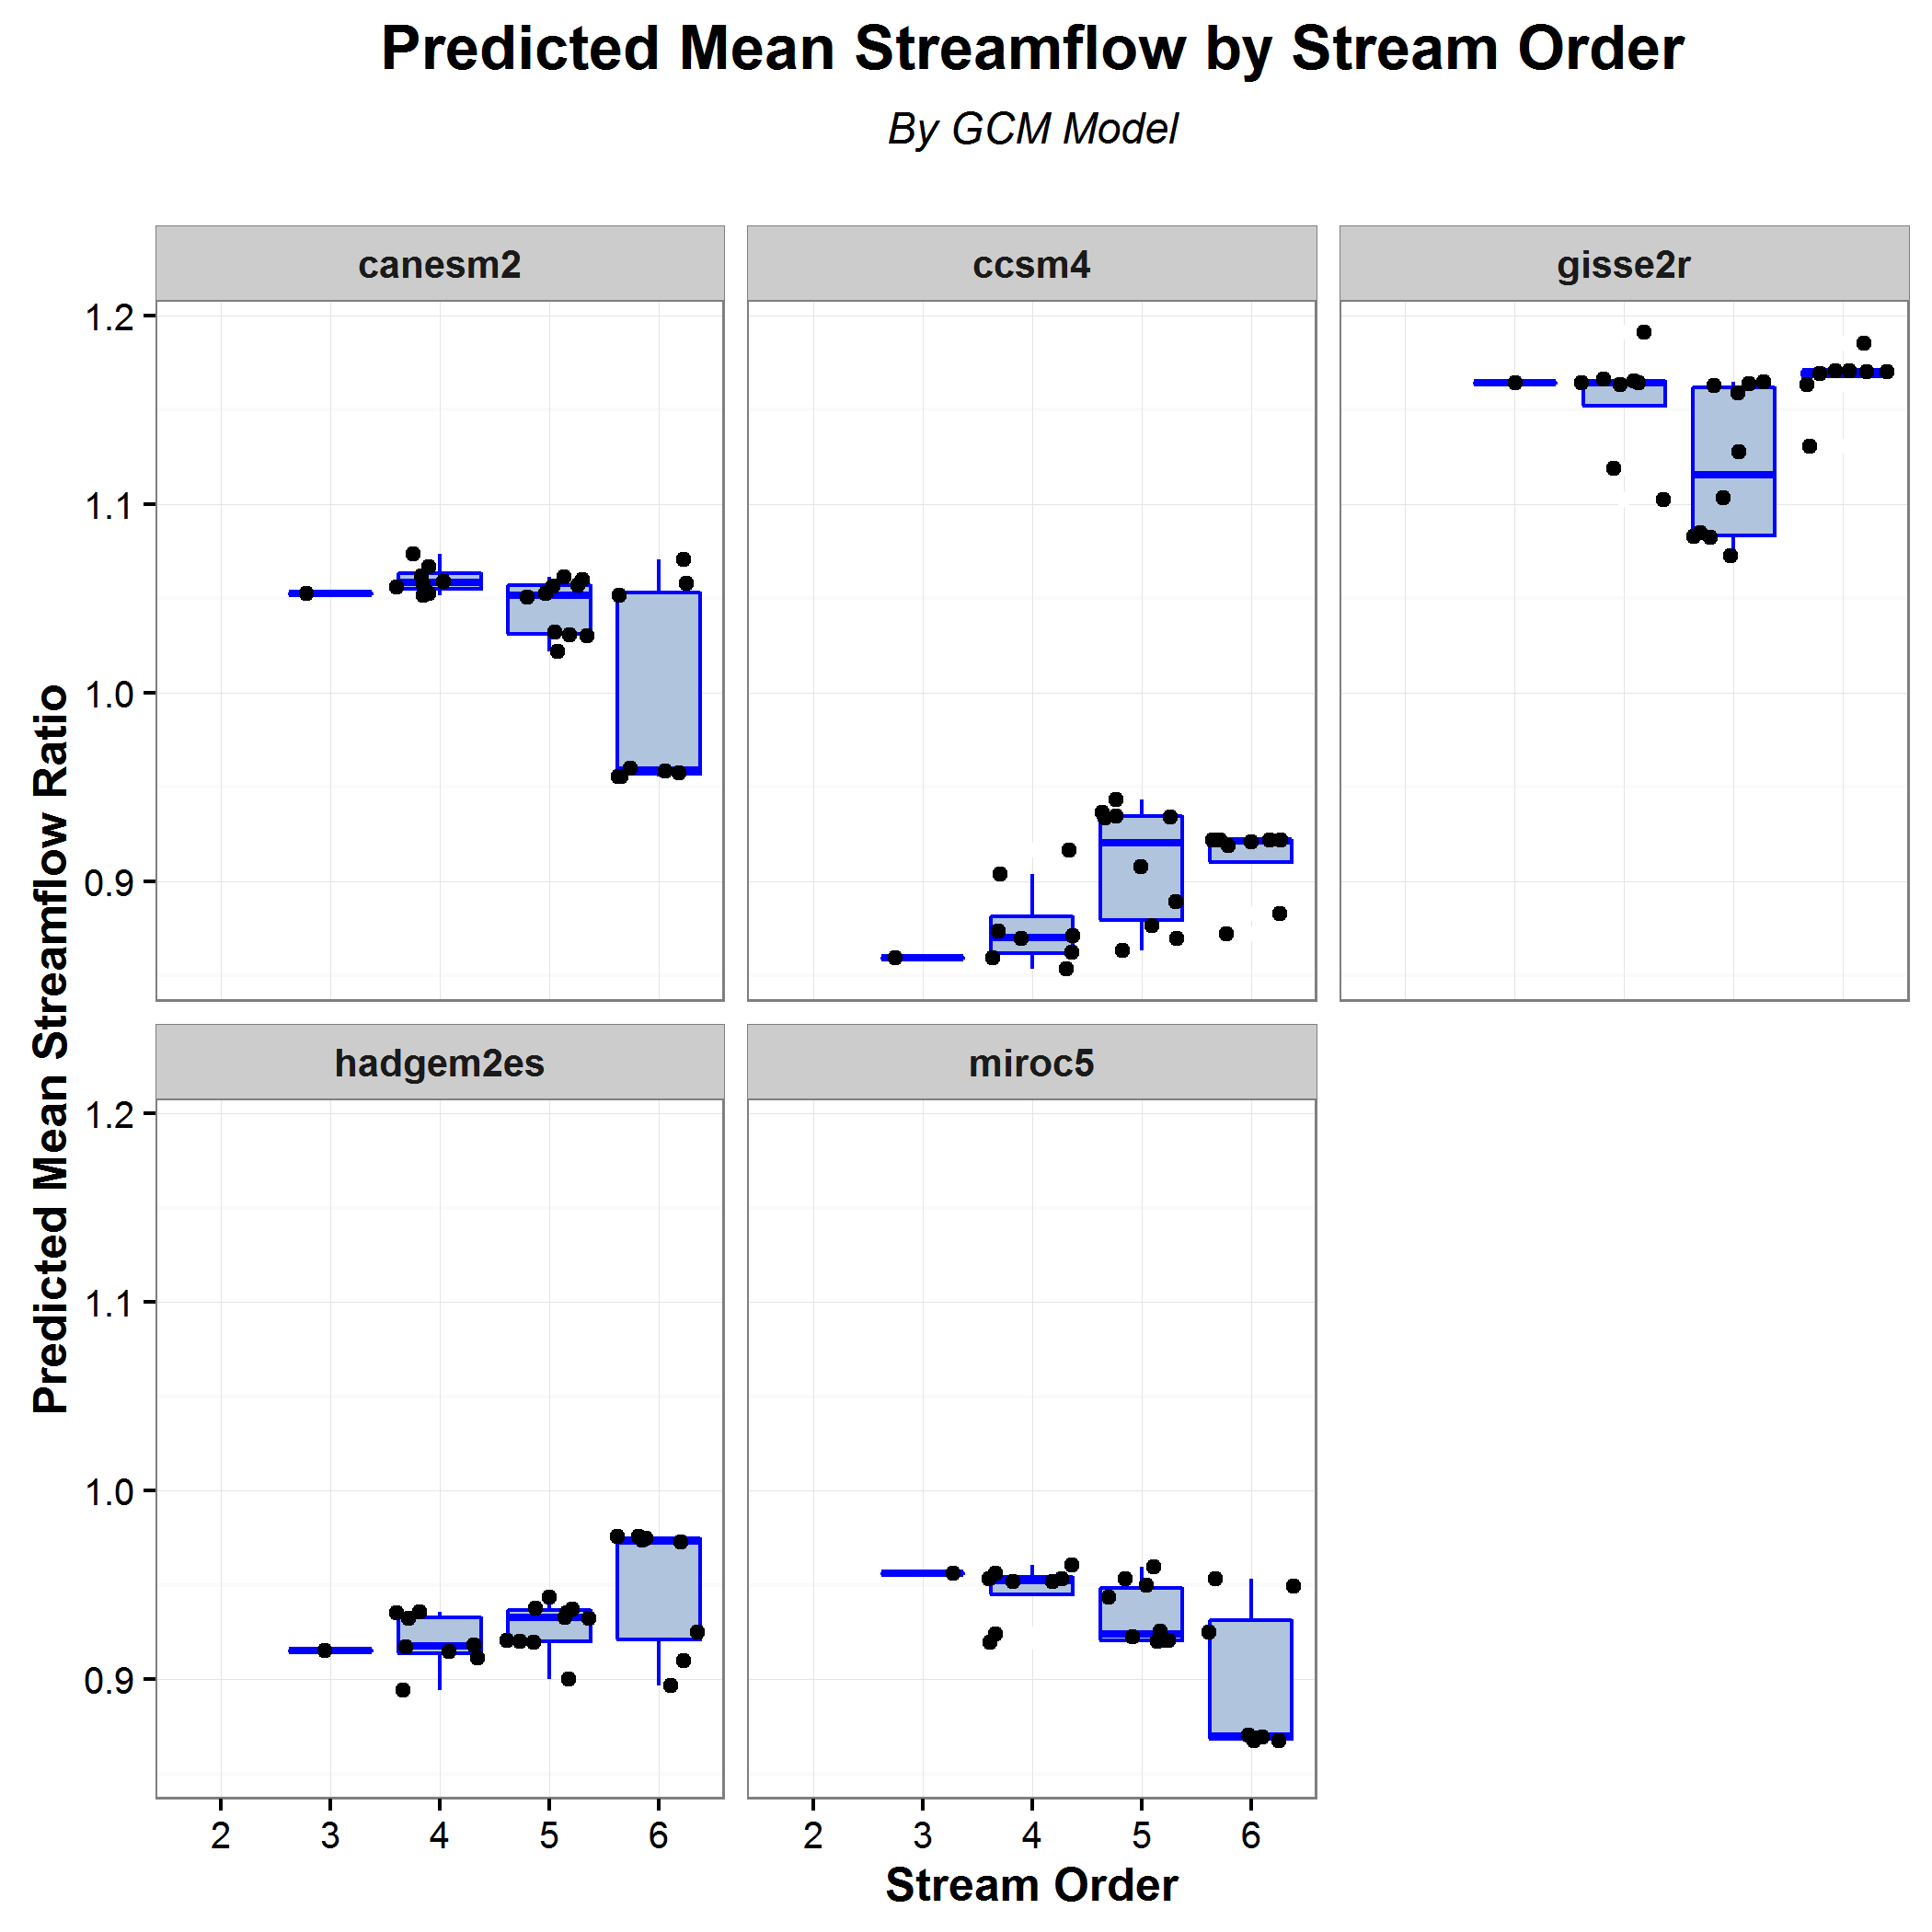 Predicted Mean Streamflow by Stream Order
By GCM Model
canesm2
ccsm4
gisse2r
1.2
1.1
1.0
0.9
Predicted Mean Streamflow Ratio
hadgem2es
miroc5
1.2
1.1
1.0
0.9
2 3 4 5 6
2 3 4 5 6
Stream Order